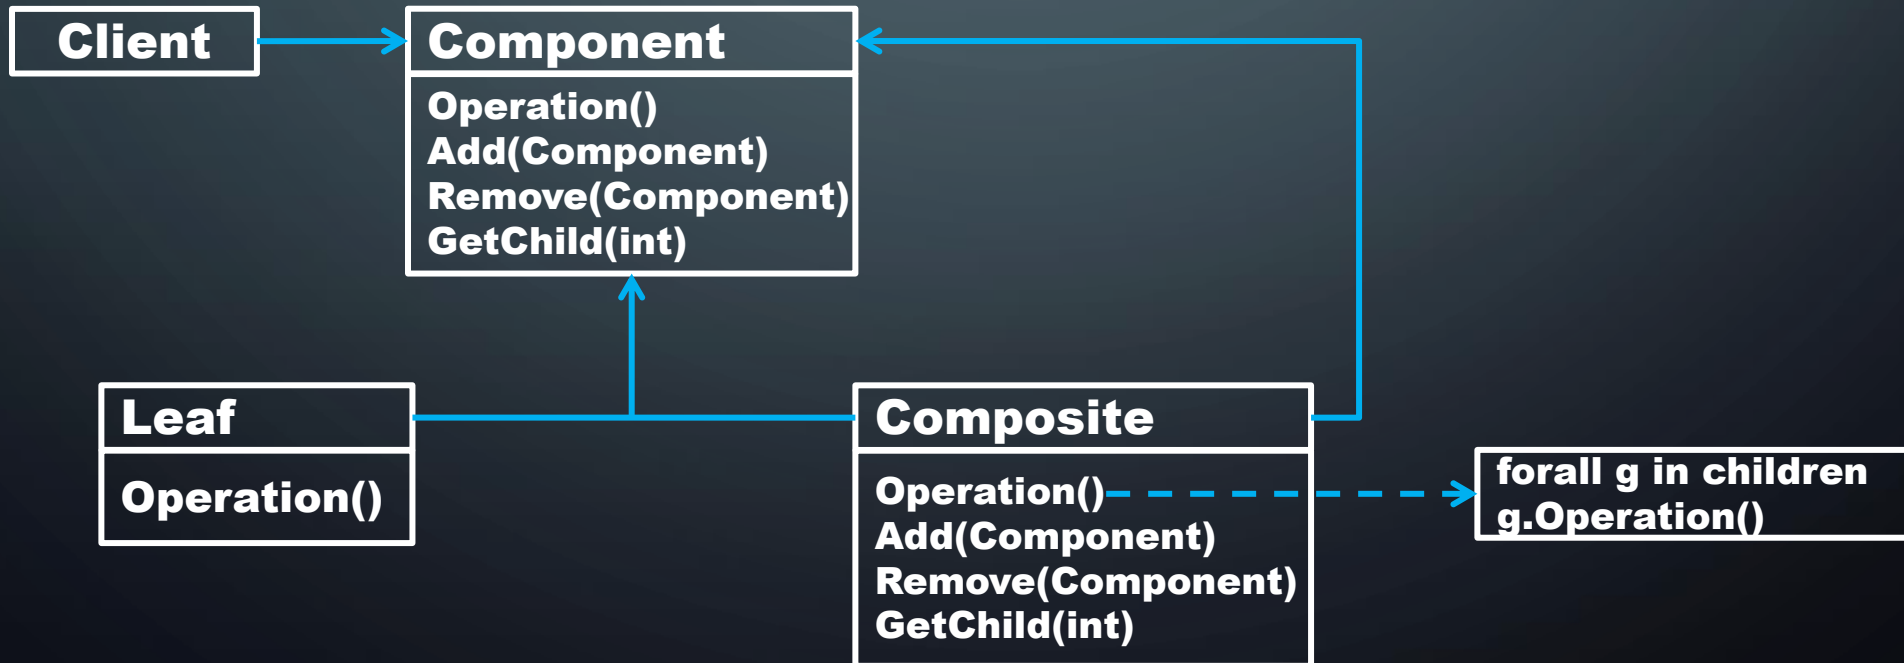 Client
Component
Operation()
Add(Component)
Remove(Component)
GetChild(int)
Leaf
Operation()
Composite
Operation()
Add(Component)
Remove(Component)
GetChild(int)
forall g in children
g.Operation()